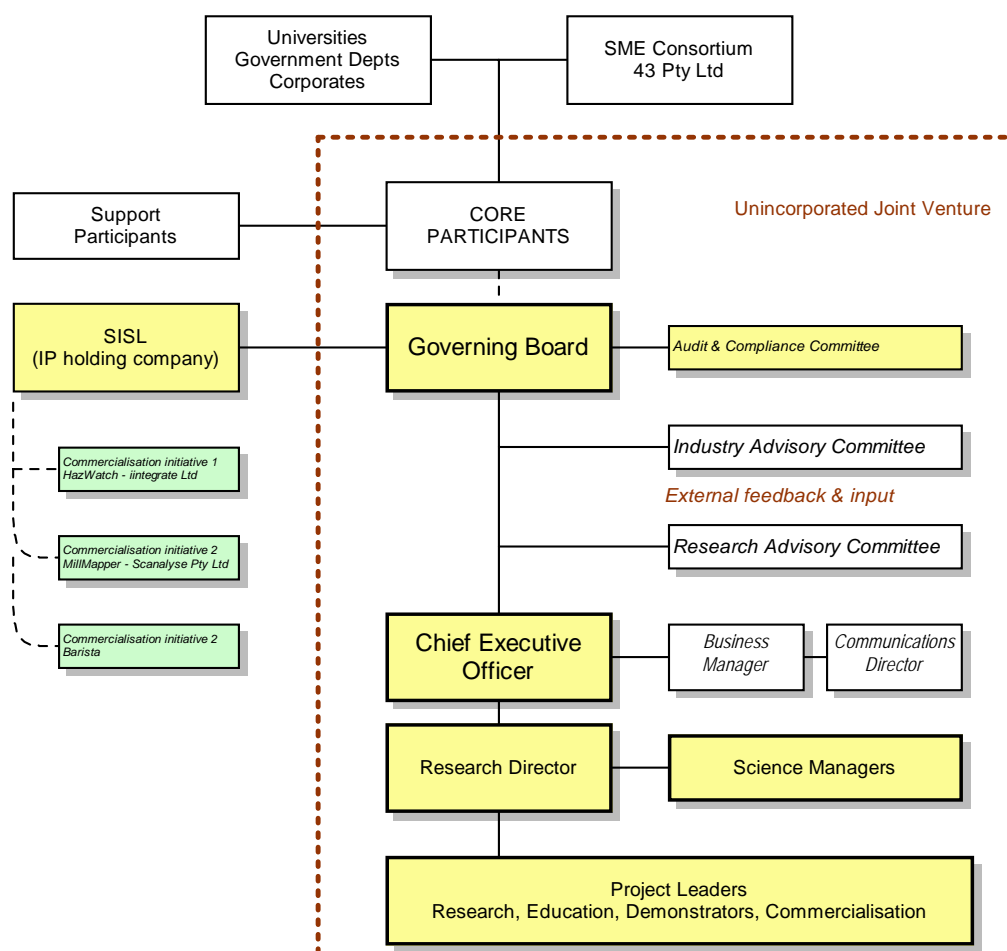 Universities
Government Depts
Corporates
SME Consortium
43 Pty Ltd
Unincorporated Joint Venture
Support
Participants
CORE
PARTICIPANTS
SISL
(IP holding company)
Governing Board
Audit & Compliance Committee
Commercialisation initiative 1
HazWatch - iintegrate Ltd
Industry Advisory Committee
External feedback & input
Commercialisation initiative 2
MillMapper - Scanalyse Pty Ltd
Research Advisory Committee
Commercialisation initiative 2
Barista
Chief Executive
Officer
Business
Manager
Communications
Director
Research Director
Science Managers
Project Leaders
Research, Education, Demonstrators, Commercialisation